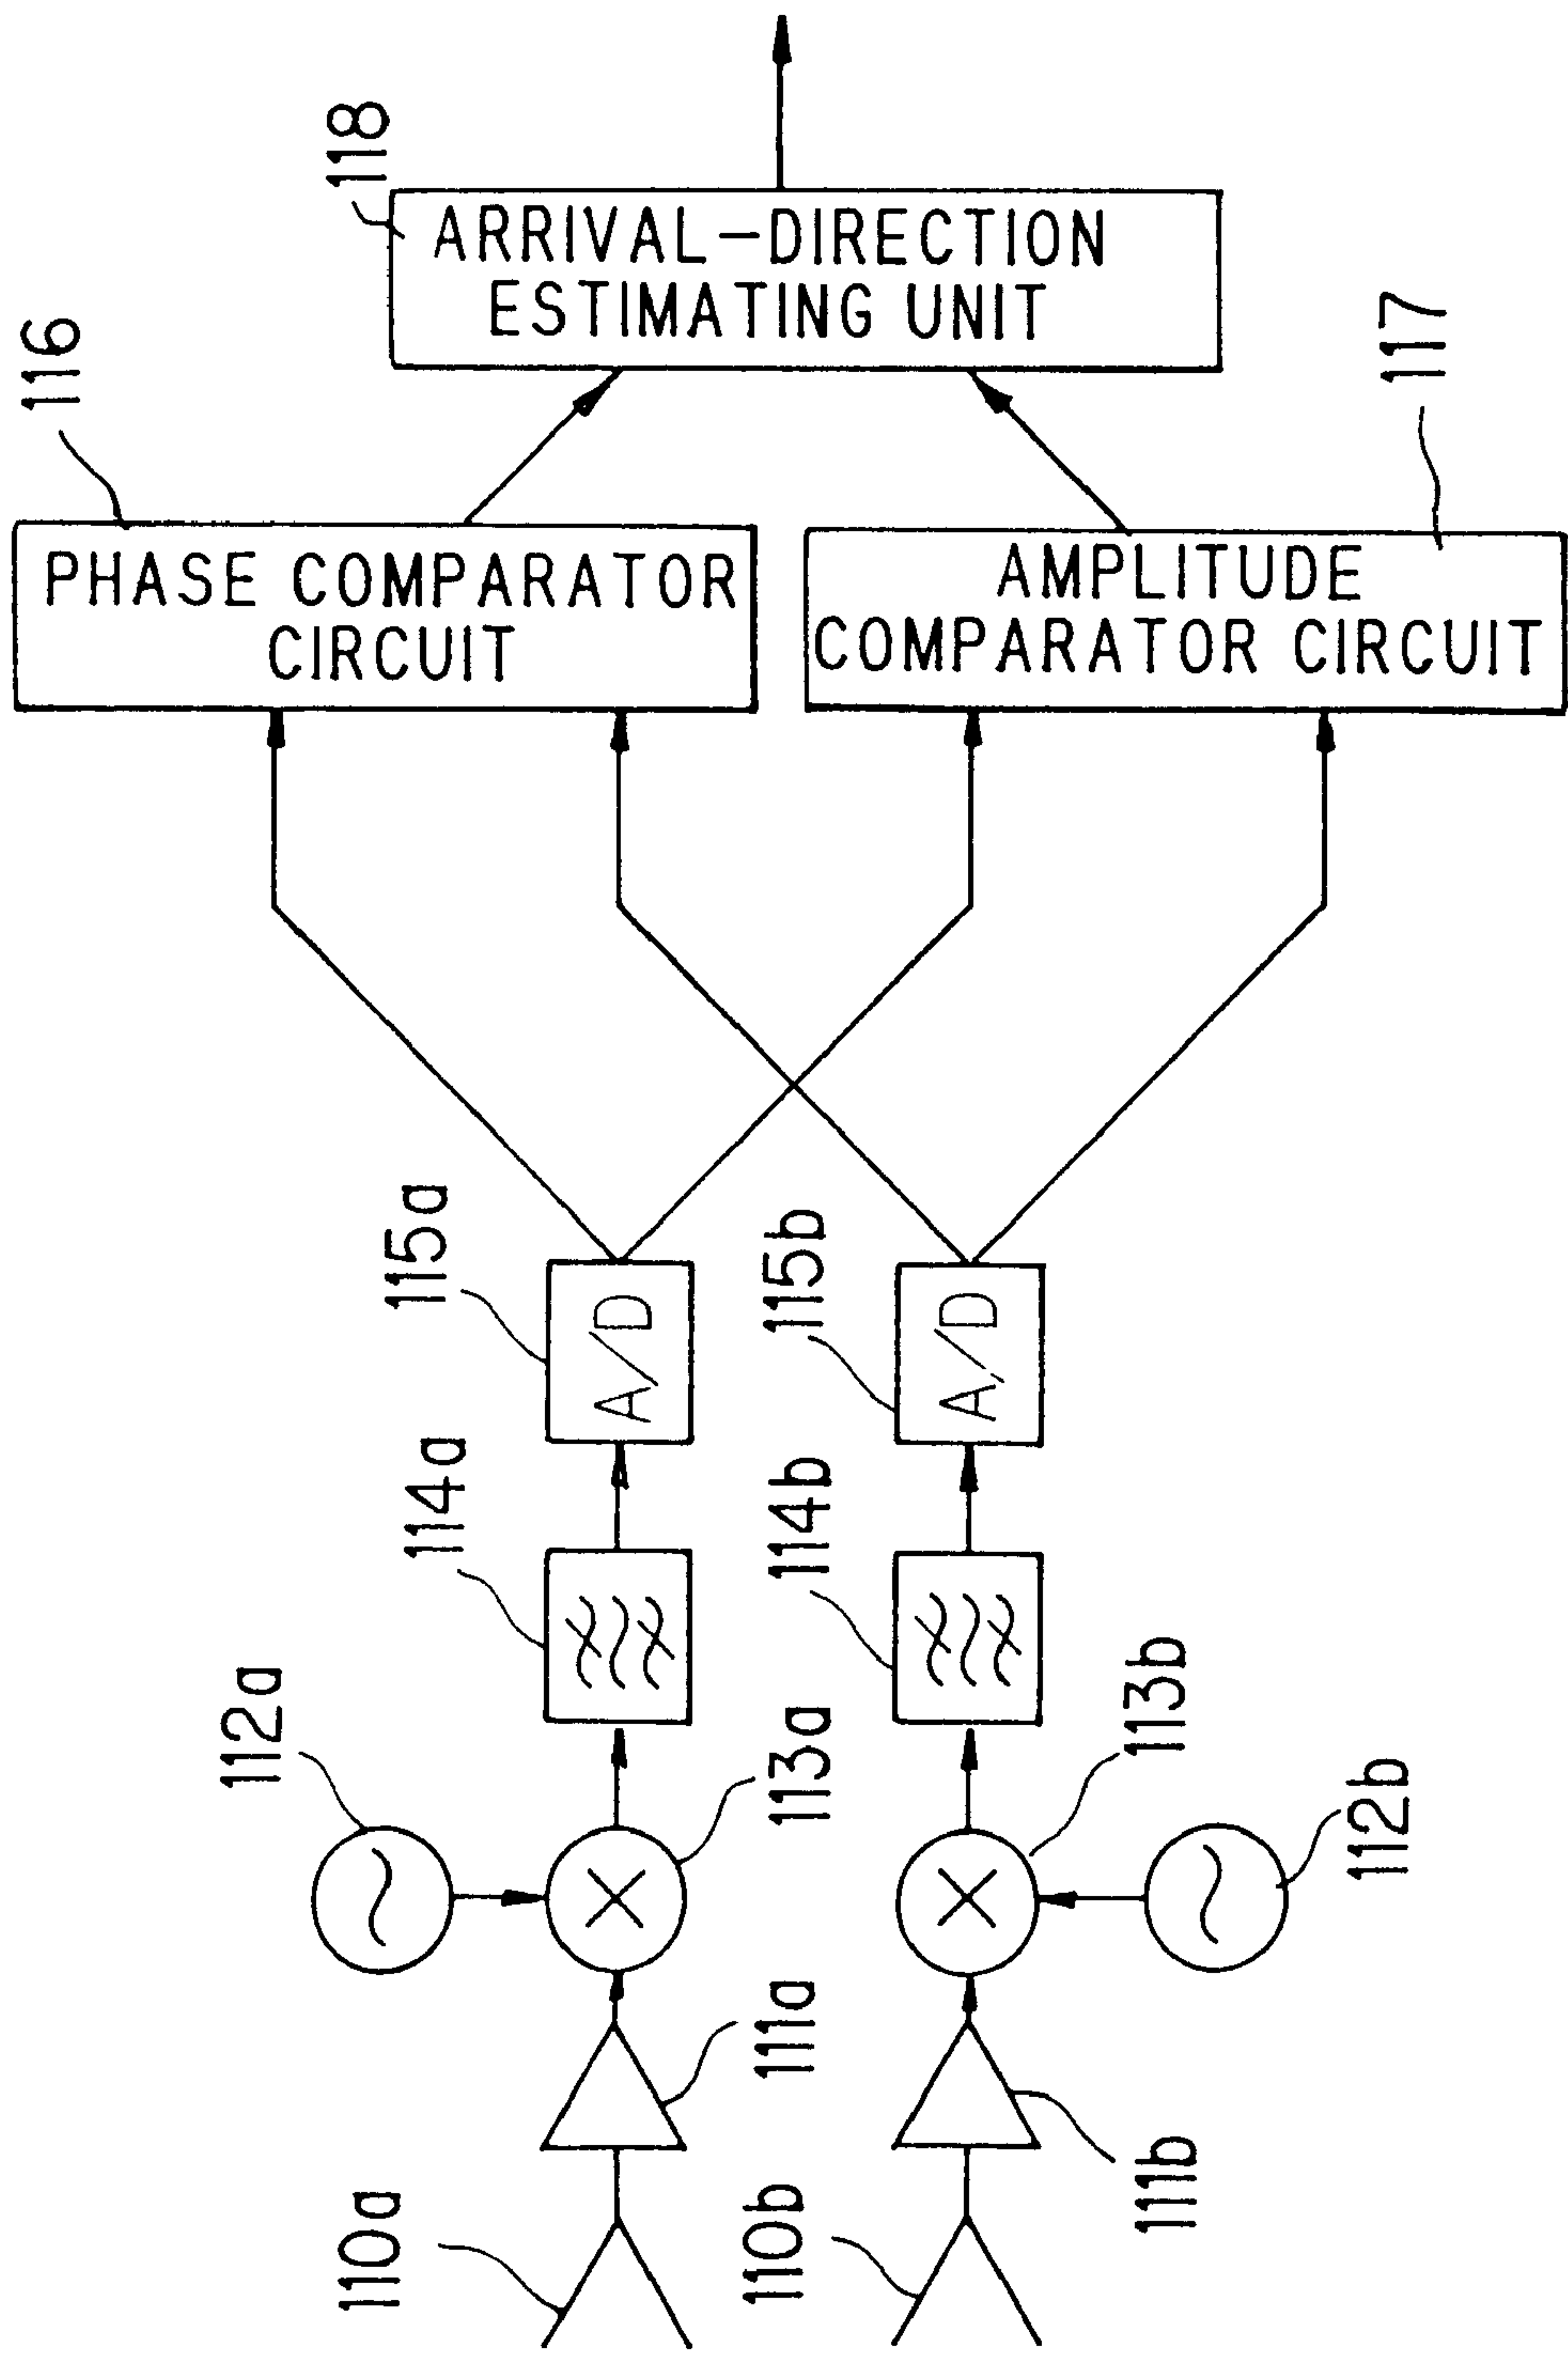 118
ARRIVAL-DIRECTION
ESTIMATING UNIT
116
117
PHASE COMPARATOR
CIRCUIT
AMPLITUDE
COMPARATOR CIRCUIT
115a
115b
A/D
A/D
114a
114b
112a
113a
113b
112b
111a
111b
110a
110b